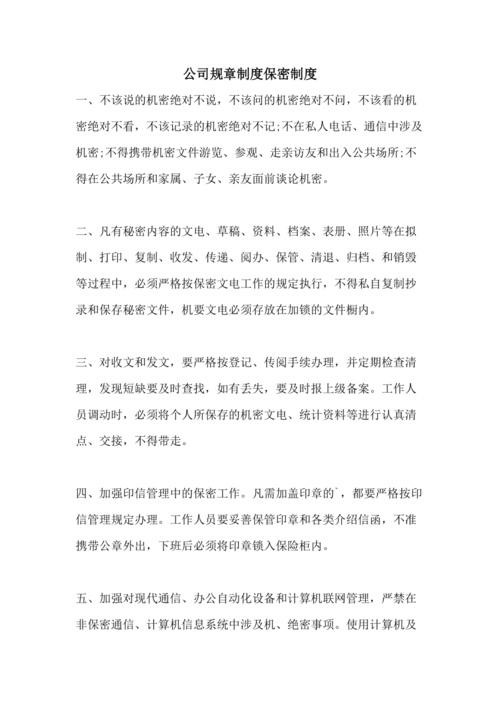 公司规章制度保密制度
一、不该说的机密绝对不说，不该问的机密绝对不问，不该看的机
密绝对不看，不该记录的机密绝对不记;不在私人电话、通信中涉及
机密;不得携带机密文件游览、参观、走亲访友和出入公共场所;不
得在公共场所和家属、子女、亲友面前谈论机密。
二、凡有秘密内容的文电、草稿、资料、档案、表册、照片等在拟
制、打印、复制、收发、传递、阅办、保管、清退、归档、和销毁
等过程中，必须严格按保密文电工作的规定执行，不得私自复制抄
录和保存秘密文件，机要文电必须存放在加锁的文件橱内。
三、对收文和发文，要严格按登记、传阅手续办理，并定期检查清
理，发现短缺要及时查找，如有丢失，要及时报上级备案。工作人
员调动时，必须将个人所保存的机密文电、统计资料等进行认真清
点、交接，不得带走。
四、加强印信管理中的保密工作。凡需加盖印章的`，都要严格按印
信管理规定办理。工作人员要妥善保管印章和各类介绍信函，不准
携带公章外出，下班后必须将印章锁入保险柜内。
五、加强对现代通信、办公自动化设备和计算机联网管理，严禁在
非保密通信、计算机信息系统中涉及机、绝密事项。使用计算机及